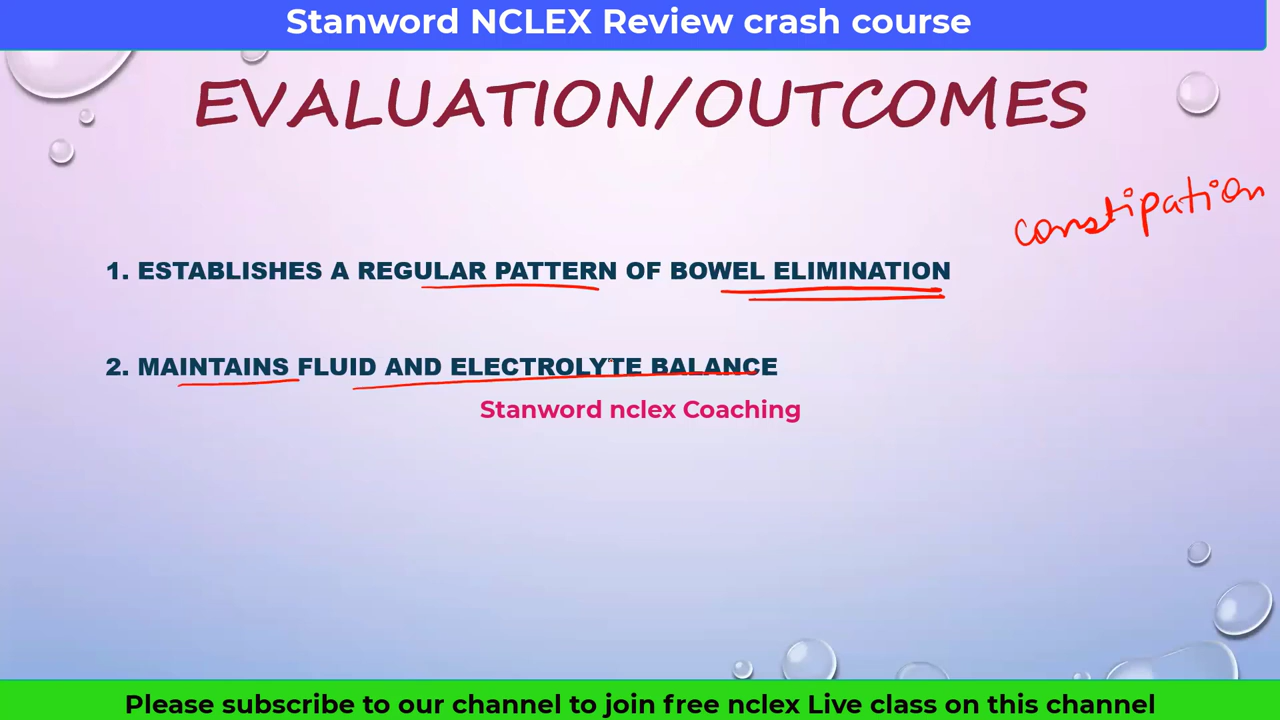 Stanword NCLEX Review crash course
EVALUATION/OUTCOMES
constipation
1. ESTABLISHES A REGULAR PATTERN OF BOWEL ELIMINATION
2. MAINTAINS FLUID AND ELECTROLYTE BALANCE
Stanword nclex Coaching
Please subscribe to our channel to join free nclex Live class on this channel